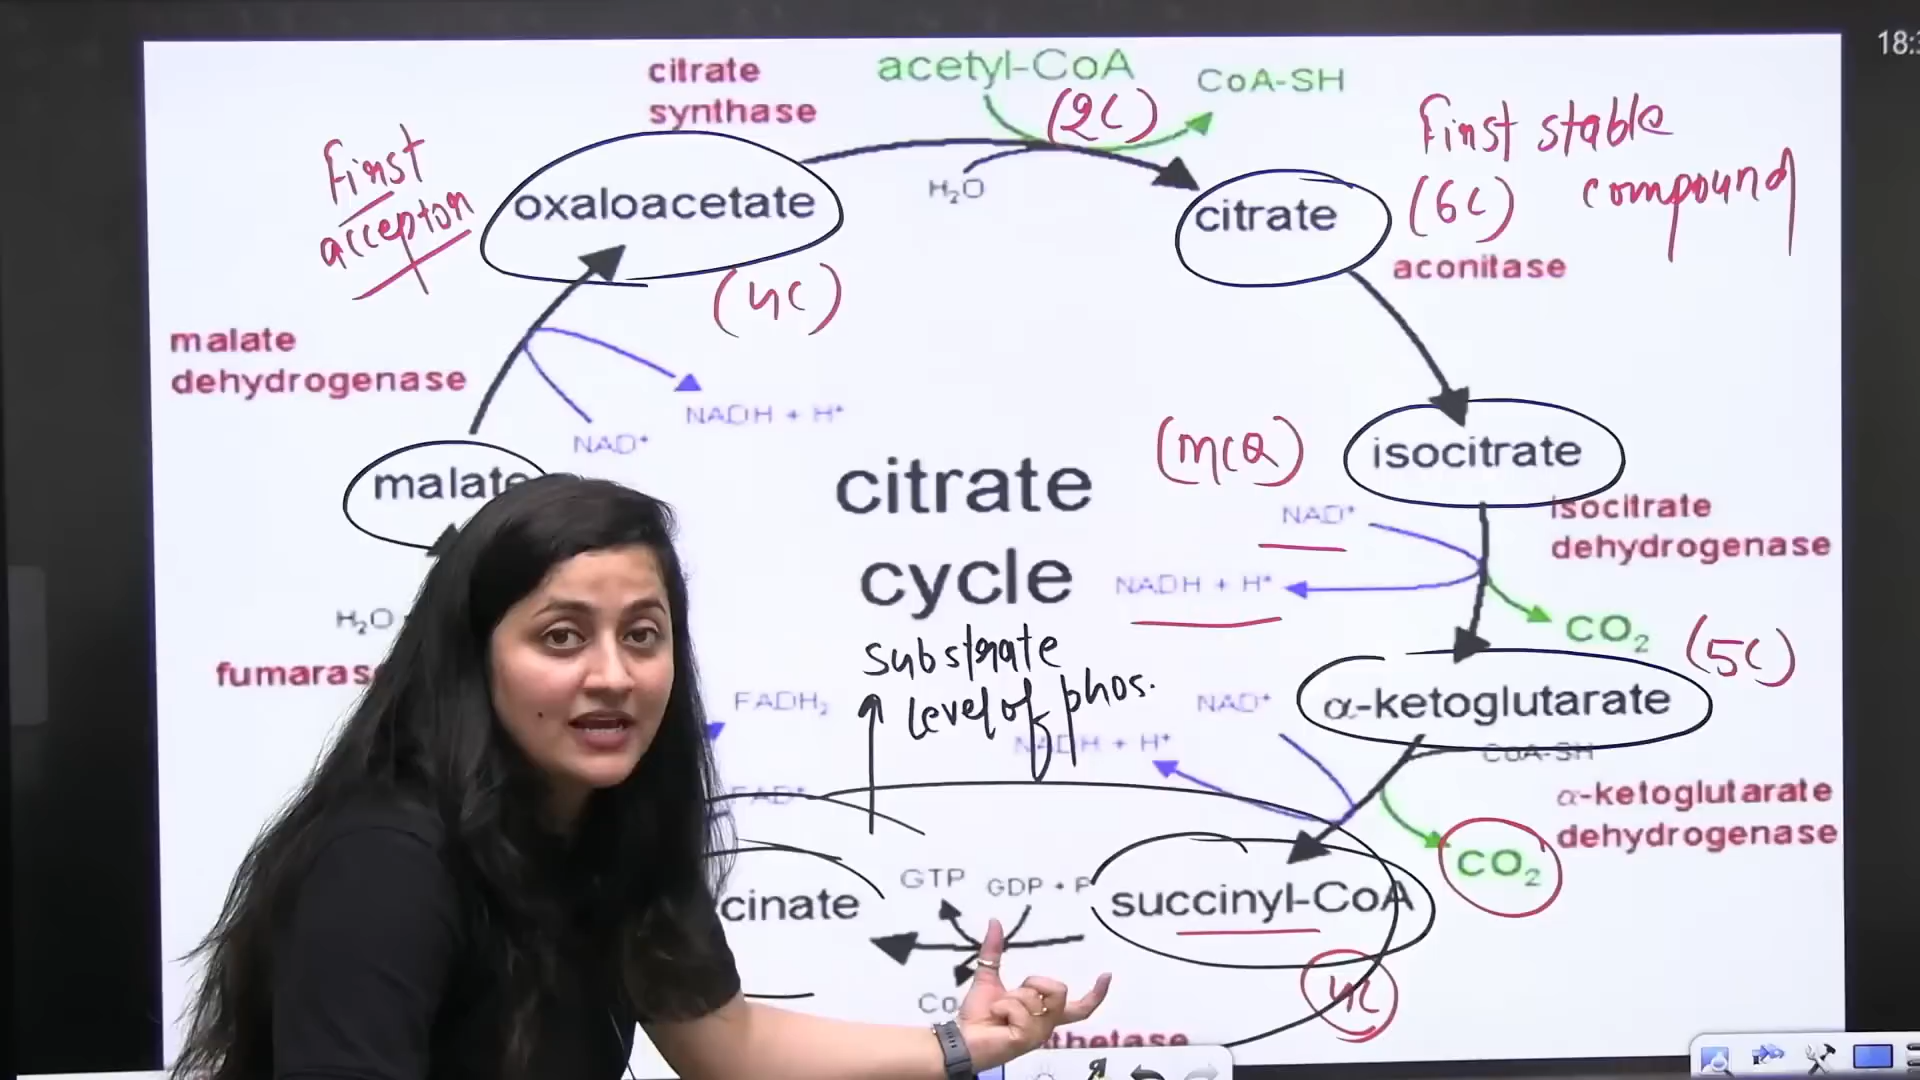 18:3
citrate
synthase
acetyl-CoA
(2C)
CoA-SH
First stable
compound
(6C)
First
acceptor
oxaloacetate
H₂O
citrate
aconitase
(4C)
malate
dehydrogenase
NADH + H⁺
NAD⁺
malate
citrate
cycle
(MCQ)
isocitrate
isocitrate
dehydrogenase
NAD⁺
NADH + H⁺
CO₂
(5C)
H₂O
fumaras
substrate
level of phos.
FADH₂
NAD⁺
α-ketoglutarate
CoA-SH
NADH + H⁺
FAD⁺
α-ketoglutarate
dehydrogenase
CO₂
cinate
GTP
GDP + P
succinyl-CoA
4C
Co
thetase